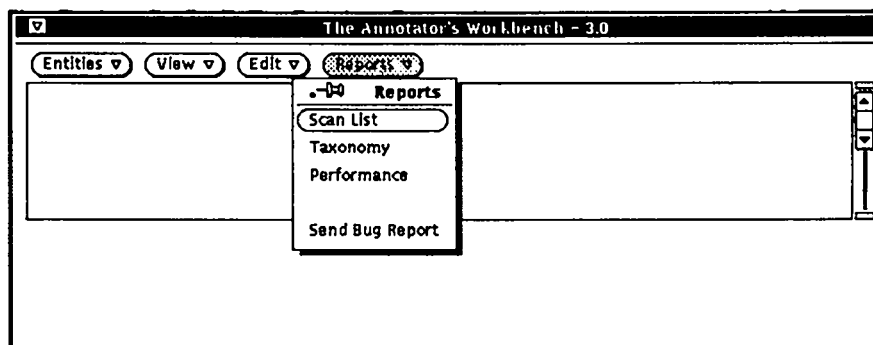 The Annotator's Workbench - 3.0
Entities View Edit Reports
Reports
Scan List
Taxonomy
Performance
Send Bug Report